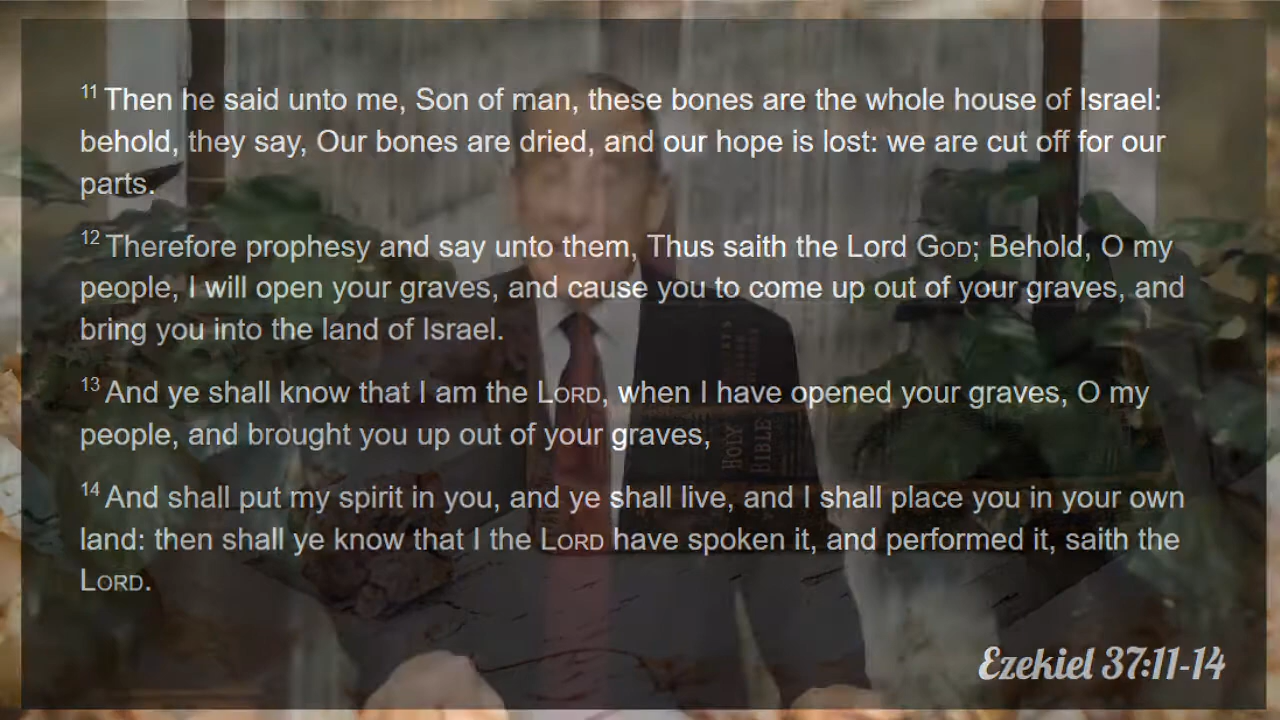 11 Then he said unto me, Son of man, these bones are the whole house of Israel:
behold, they say, Our bones are dried, and our hope is lost: we are cut off for our
parts.
12 Therefore prophesy and say unto them, Thus saith the Lord GOD; Behold, O my
people, I will open your graves, and cause you to come up out of your graves, and
bring you into the land of Israel.
13 And ye shall know that I am the LORD, when I have opened your graves, O my
people, and brought you up out of your graves,
HOLY
BIBLE
14 And shall put my spirit in you, and ye shall live, and I shall place you in your own
land: then shall ye know that I the LORD have spoken it, and performed it, saith the
LORD.
Ezekiel 37:11-14